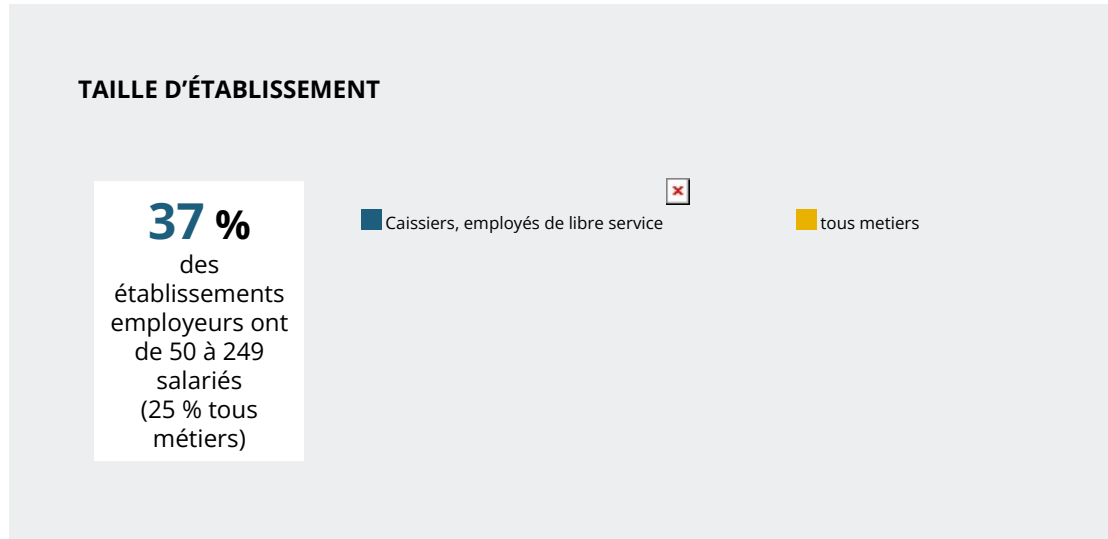 TAILLE D'ÉTABLISSEMENT
37 %
des
établissements
employeurs ont
de 50 à 249
salariés
(25 % tous
métiers)
Caissiers, employés de libre service
tous metiers